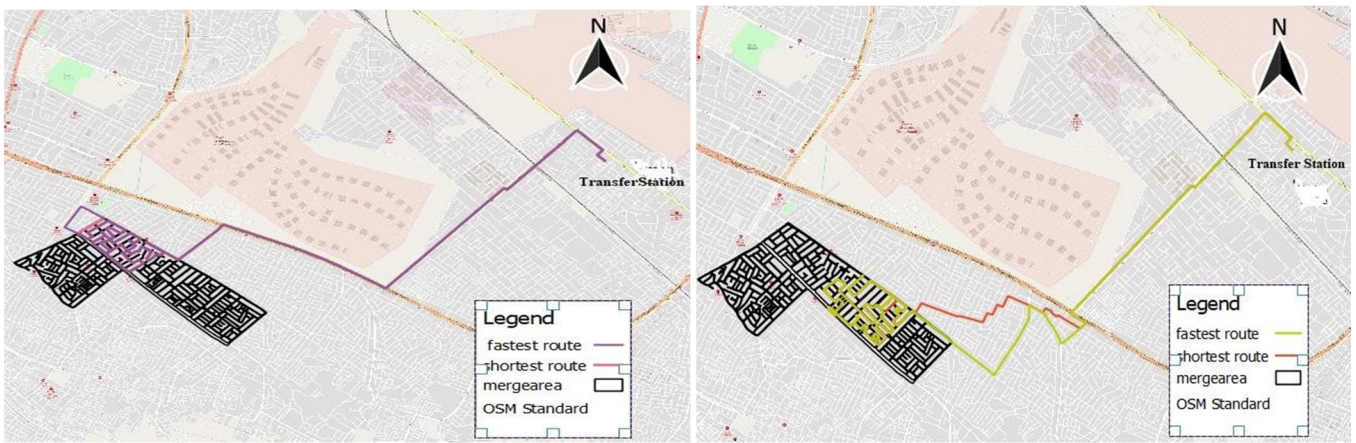 N
TransferStation
Legend
fastest route
shortest route
mergearea
OSM Standard
N
Transfer Station
Legend
fastest route
shortest route
mergearea
OSM Standard